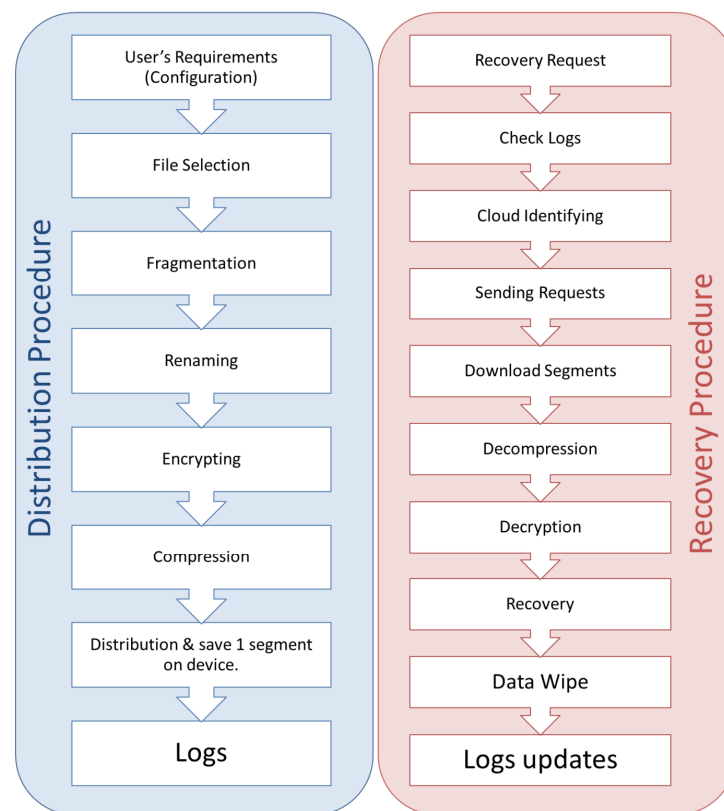 Distribution Procedure
User's Requirements
(Configuration)
File Selection
Fragmentation
Renaming
Encrypting
Compression
Distribution & save 1 segment
on device.
Logs
Recovery Procedure
Recovery Request
Check Logs
Cloud Identifying
Sending Requests
Download Segments
Decompression
Decryption
Recovery
Data Wipe
Logs updates